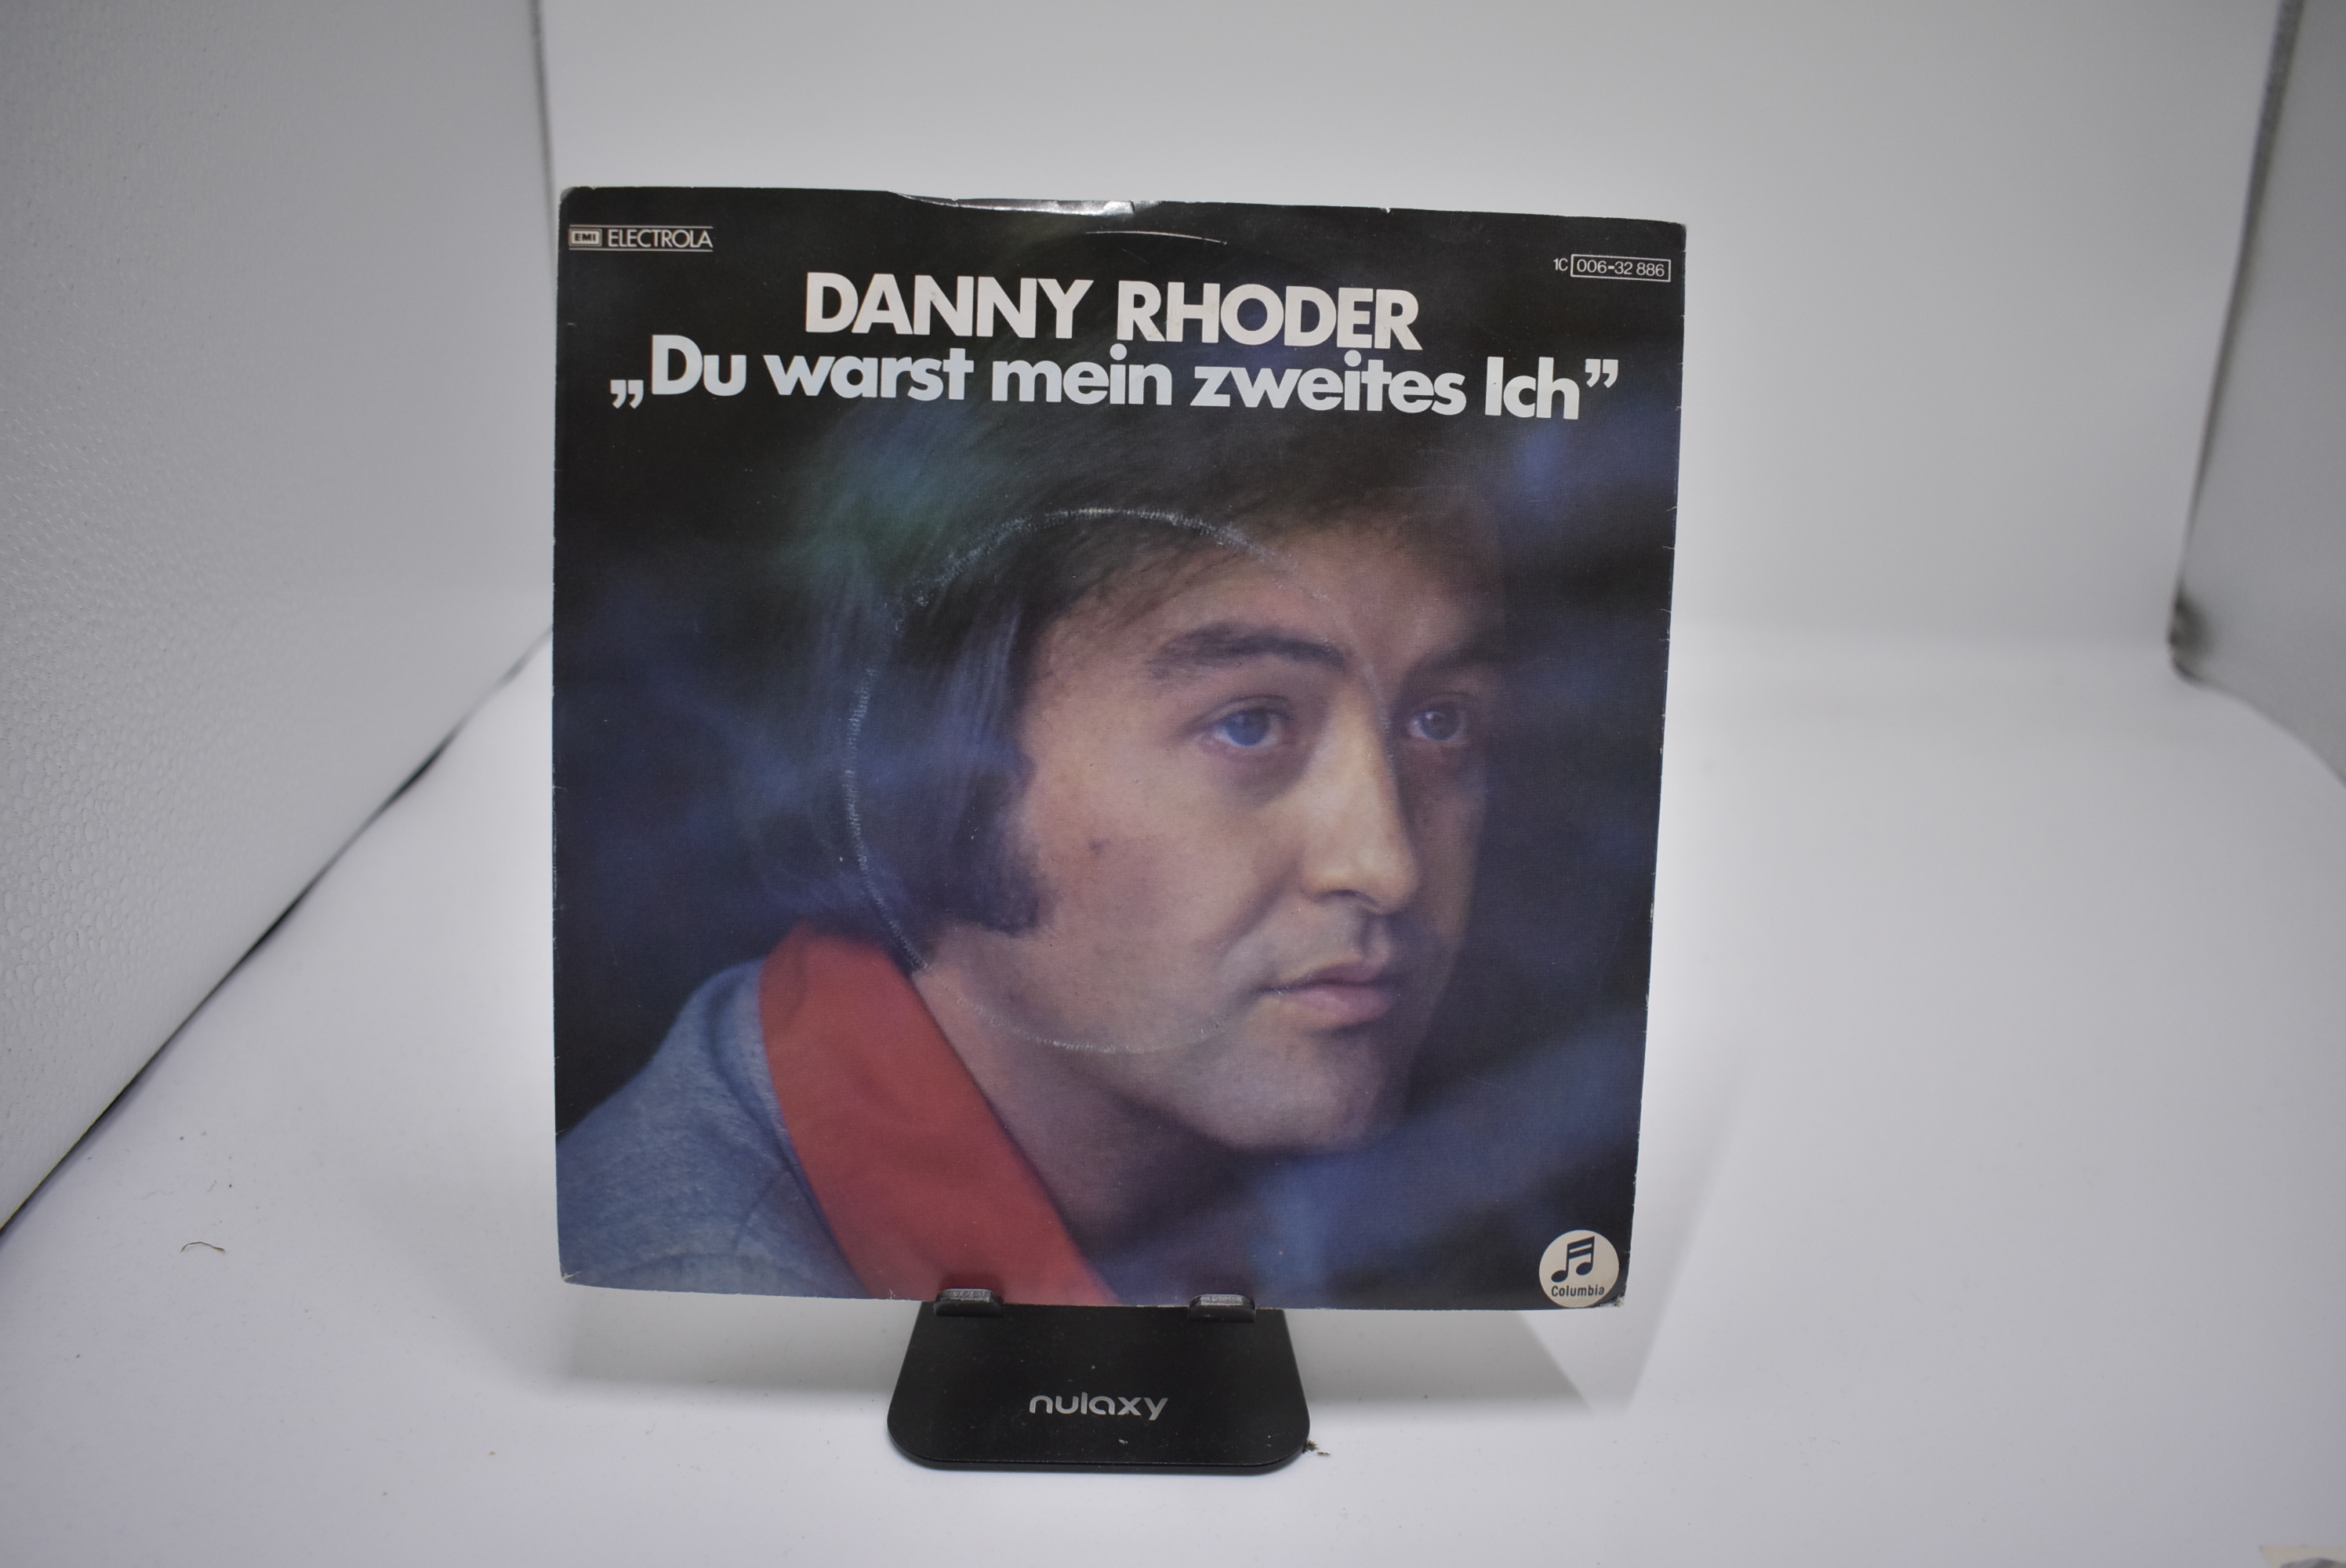 EMI ELECTROLA
1C 006-32 886
DANNY RHODER
„Du warst mein zweites Ich”
Columbia
nulaxy